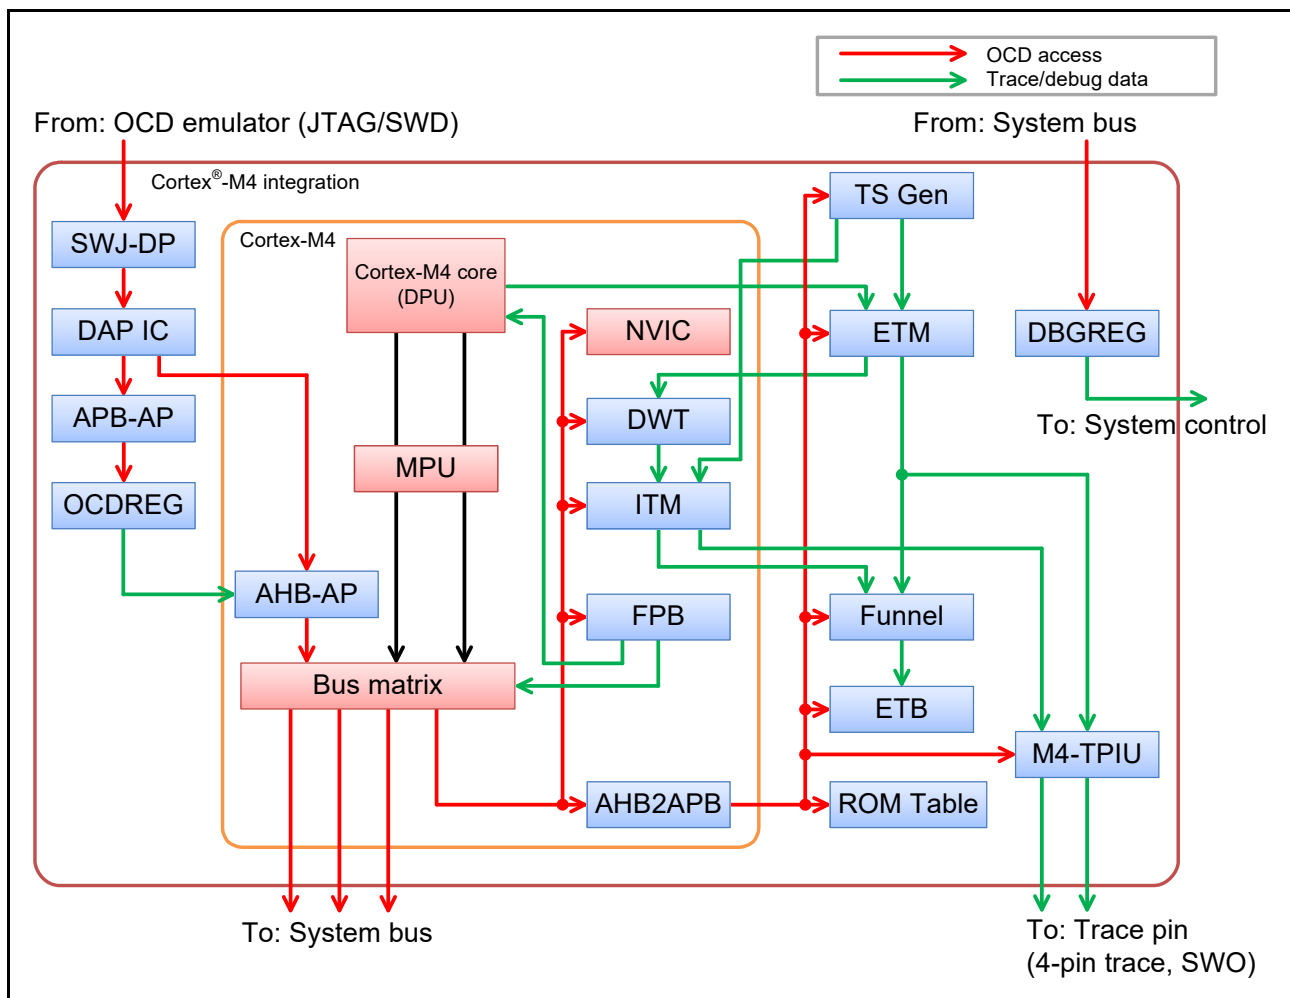 OCD access
Trace/debug data
From: OCD emulator (JTAG/SWD)
From: System bus
Cortex®-M4 integration
TS Gen
SWJ-DP
Cortex-M4
Cortex-M4 core
(DPU)
DAP IC
NVIC
ETM
DBGREG
APB-AP
DWT
To: System control
MPU
OCDREG
ITM
AHB-AP
FPB
Funnel
Bus matrix
ETB
M4-TPIU
AHB2APB
ROM Table
To: System bus
To: Trace pin
(4-pin trace, SWO)